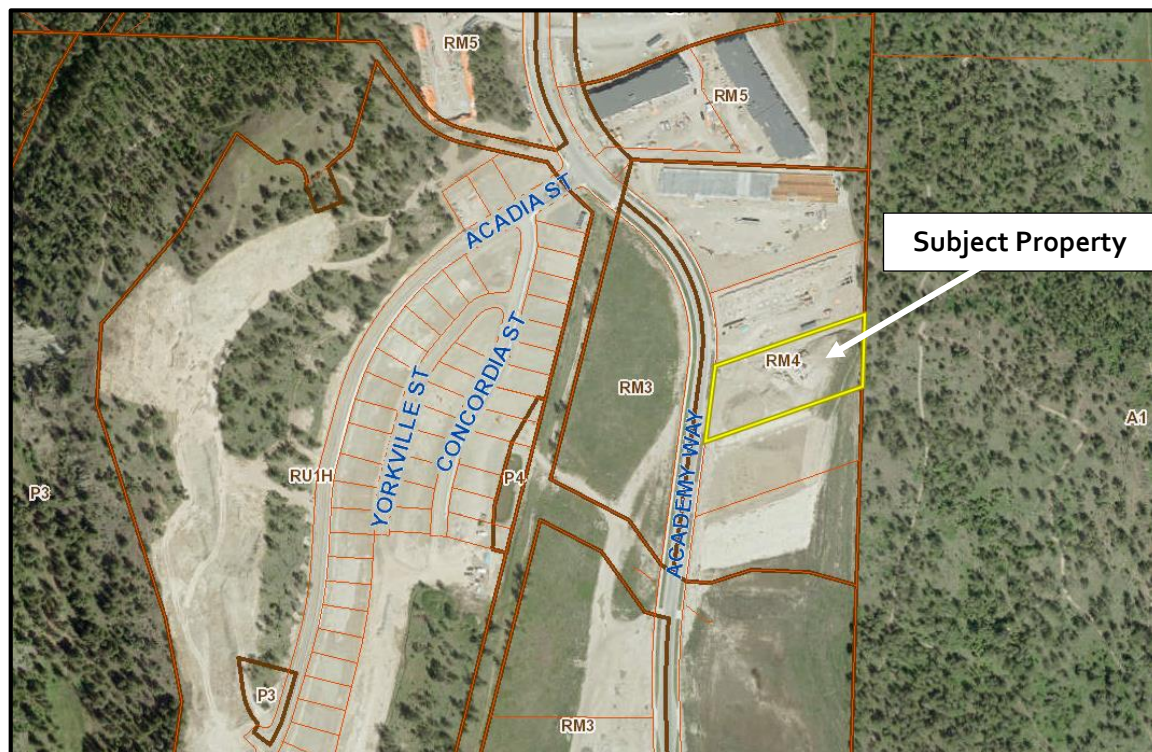 RM5
RM5
ACADIA ST
Subject Property
RM4
RM3
CONCORDIA ST
YORKVILLE ST
ACADEMY WAY
A1
RU1H
P4
P3
P3
RM3